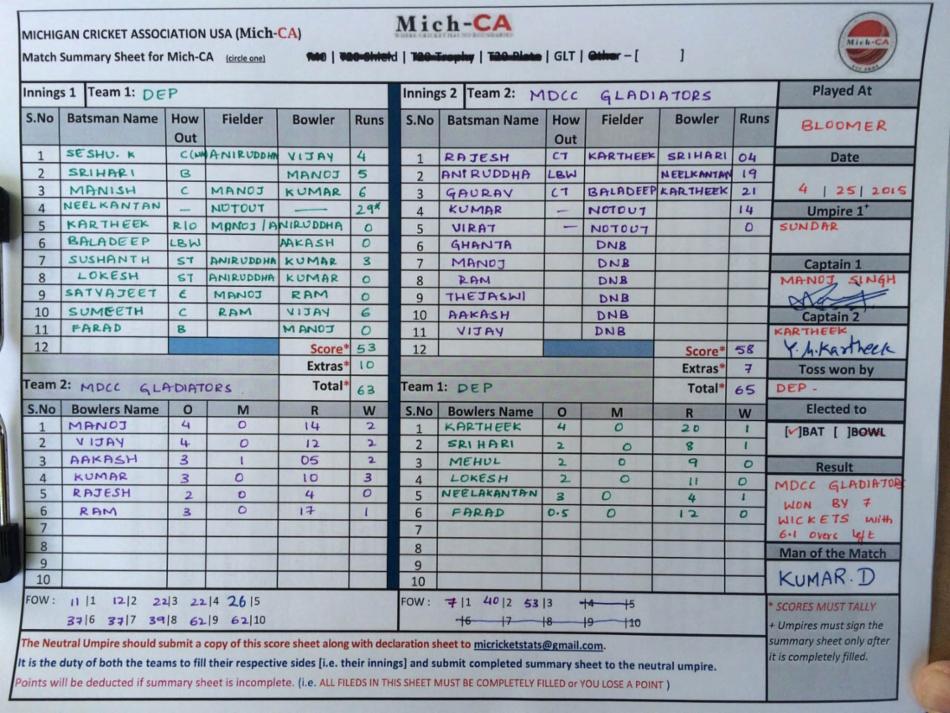 MICHIGAN CRICKET ASSOCIATION USA (Mich-CA)
Mich-CA
WHERE CRICKET HAS NO BOUNDARIES
Mich-CA
Match Summary Sheet for Mich-CA (circle one) F40 | T20-Shield | T20-Trophy | T20-Plate | GLT | Other – [ ]
Innings 1 Team 1: DEP
S.No Batsman Name How Out Fielder Bowler Runs
1 SESHU. K C(WK) ANIRUDDHA VIJAY 4
2 SRIHARI B MANOJ 5
3 MANISH C MANOJ KUMAR 6
4 NEELKANTAN — NOTOUT — 29*
5 KARTHEEK R/O MANOJ / ANIRUDDHA 0
6 BALADEEP LBW AAKASH 0
7 SUSHANTH ST ANIRUDDHA KUMAR 3
8 LOKESH ST ANIRUDDHA KUMAR 0
9 SATYAJEET C MANOJ RAM 0
10 SUMEETH C RAM VIJAY 6
11 FARAD B MANOJ 0
12 Score* 53
Extras* 10
Team 2: MDCC GLADIATORS Total* 63
S.No Bowlers Name O M R W
1 MANOJ 4 0 14 2
2 VIJAY 4 0 12 2
3 AAKASH 3 1 05 2
4 KUMAR 3 0 10 3
5 RAJESH 2 0 4 0
6 RAM 3 0 17 1
7
8
9
10
FOW : 11|1 12|2 22|3 22|4 26|5
37|6 37|7 39|8 62|9 62|10
Innings 2 Team 2: MDCC GLADIATORS
S.No Batsman Name How Out Fielder Bowler Runs
1 RAJESH CT KARTHEEK SRIHARI 04
2 ANIRUDDHA LBW NEELKANTAN 19
3 GAURAV CT BALADEEP KARTHEEK 21
4 KUMAR — NOTOUT 14
5 VIRAT — NOTOUT 0
6 GHANTA DNB
7 MANOJ DNB
8 RAM DNB
9 THEJASWI DNB
10 AAKASH DNB
11 VIJAY DNB
12 Score* 58
Extras* 7
Team 1: DEP Total* 65
S.No Bowlers Name O M R W
1 KARTHEEK 4 0 20 1
2 SRIHARI 2 0 8 1
3 MEHUL 2 0 9 0
4 LOKESH 2 0 11 0
5 NEELAKANTAN 3 0 4 1
6 FARAD 0.5 0 12 0
7
8
9
10
FOW : 7|1 40|2 53|3 |4 |5
|6 |7 |8 |9 |10
Played At
BLOOMER
Date
4 | 25 | 2015
Umpire 1+
SUNDAR
Captain 1
MANOJ SINGH
Captain 2
KARTHEEK
Y.M.Kartheek
Toss won by
DEP -
Elected to
[✓]BAT [ ]BOWL
Result
MDCC GLADIATOR
WON BY 7
WICKETS with
6.1 overs left
Man of the Match
KUMAR.D
* SCORES MUST TALLY
+ Umpires must sign the
summary sheet only after
it is completely filled.
The Neutral Umpire should submit a copy of this score sheet along with declaration sheet to micricketstats@gmail.com.
It is the duty of both the teams to fill their respective sides [i.e. their innings] and submit completed summary sheet to the neutral umpire.
Points will be deducted if summary sheet is incomplete. (i.e. ALL FILEDS IN THIS SHEET MUST BE COMPLETELY FILLED or YOU LOSE A POINT )